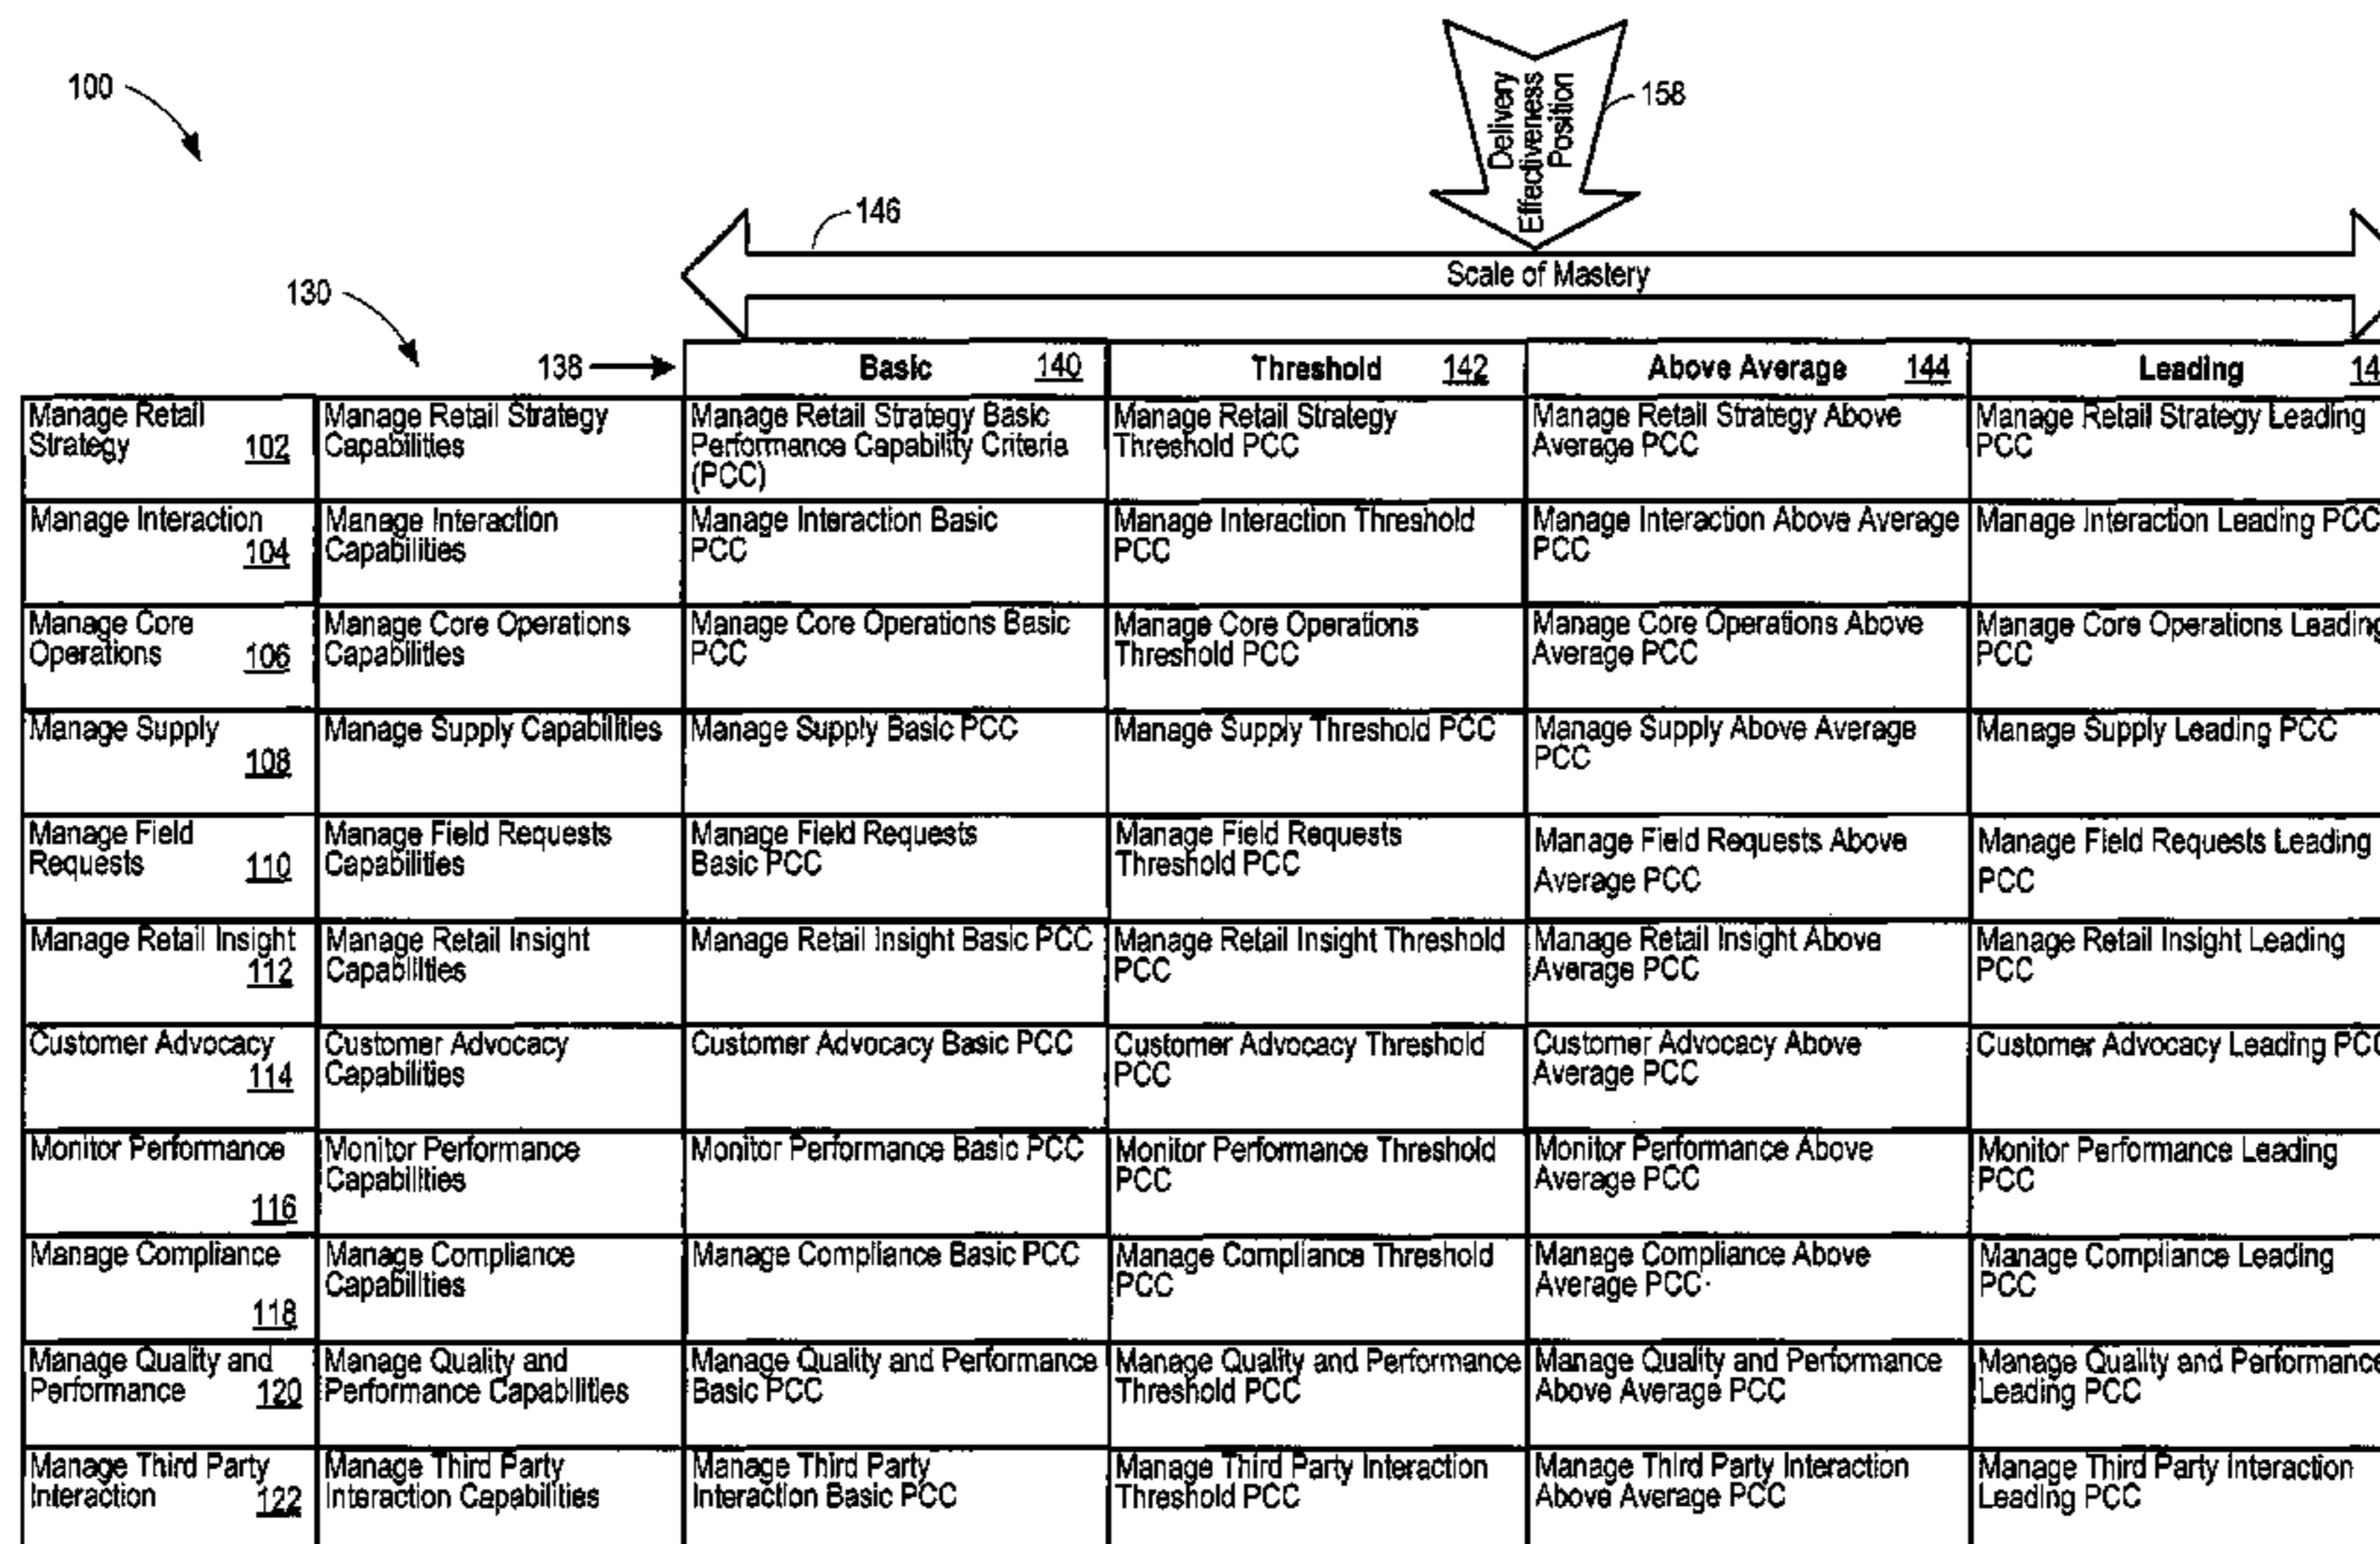 100
Delivery
Effectiveness
Position
158
146
Scale of Mastery
130
138
Basic 140
Threshold 142
Above Average 144
Leading
Manage Retail
Strategy 102
Manage Retail Strategy
Capabilities
Manage Retail Strategy Basic
Performance Capability Criteria
(PCC)
Manage Retail Strategy
Threshold PCC
Manage Retail Strategy Above
Average PCC
Manage Retail Strategy Leading
PCC
Manage Interaction
104
Manage Interaction
Capabilities
Manage Interaction Basic
PCC
Manage Interaction Threshold
PCC
Manage Interaction Above Average
PCC
Manage Interaction Leading PCC
Manage Core
Operations 106
Manage Core Operations
Capabilities
Manage Core Operations Basic
PCC
Manage Core Operations
Threshold PCC
Manage Core Operations Above
Average PCC
Manage Core Operations Leading
PCC
Manage Supply
108
Manage Supply Capabilities
Manage Supply Basic PCC
Manage Supply Threshold PCC
Manage Supply Above Average
PCC
Manage Supply Leading PCC
Manage Field
Requests 110
Manage Field Requests
Capabilities
Manage Field Requests
Basic PCC
Manage Field Requests
Threshold PCC
Manage Field Requests Above
Average PCC
Manage Field Requests Leading
PCC
Manage Retail Insight
112
Manage Retail Insight
Capabilities
Manage Retail Insight Basic PCC
Manage Retail Insight Threshold
PCC
Manage Retail Insight Above
Average PCC
Manage Retail Insight Leading
PCC
Customer Advocacy
114
Customer Advocacy
Capabilities
Customer Advocacy Basic PCC
Customer Advocacy Threshold
PCC
Customer Advocacy Above
Average PCC
Customer Advocacy Leading PCC
Monitor Performance
116
Monitor Performance
Capabilities
Monitor Performance Basic PCC
Monitor Performance Threshold
PCC
Monitor Performance Above
Average PCC
Monitor Performance Leading
PCC
Manage Compliance
118
Manage Compliance
Capabilities
Manage Compliance Basic PCC
Manage Compliance Threshold
PCC
Manage Compliance Above
Average PCC
Manage Compliance Leading
PCC
Manage Quality and
Performance 120
Manage Quality and
Performance Capabilities
Manage Quality and Performance
Basic PCC
Manage Quality and Performance
Threshold PCC
Manage Quality and Performance
Above Average PCC
Manage Quality and Performance
Leading PCC
Manage Third Party
Interaction 122
Manage Third Party
Interaction Capabilities
Manage Third Party
Interaction Basic PCC
Manage Third Party Interaction
Threshold PCC
Manage Third Party Interaction
Above Average PCC
Manage Third Party Interaction
Leading PCC